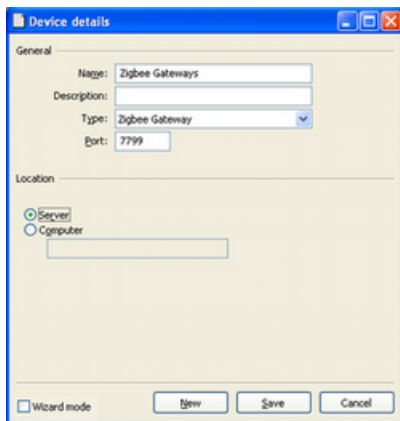 Device details
General
Name: Zigbee Gateways
Description:
Type: Zigbee Gateway
Port: 7799
Location
Server
Computer
Wizard mode New Save Cancel